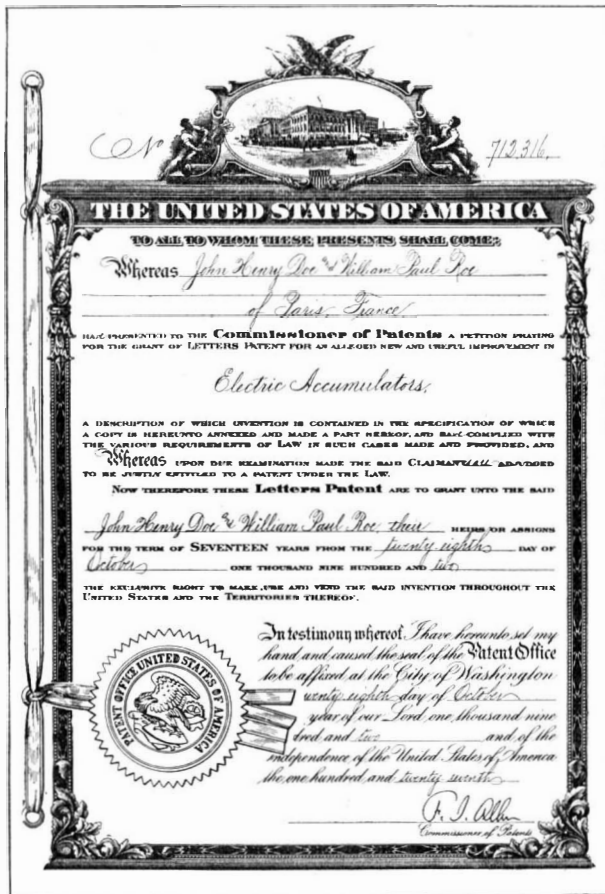 No 712,316.
THE UNITED STATES OF AMERICA
TO ALL TO WHOM THESE PRESENTS SHALL COME:
Whereas John Henry Doe and William Paul Roe
of Paris, France,
PRESENTED TO THE Commissioner of Patents A PETITION PRAYING
FOR THE GRANT OF LETTERS PATENT FOR AN ALLEGED NEW AND USEFUL IMPROVEMENT IN
Electric Accumulators,
A DESCRIPTION OF WHICH INVENTION IS CONTAINED IN THE SPECIFICATION OF WHICH
A COPY IS HEREUNTO ANNEXED AND MADE A PART HEREOF, AND COMPLIED WITH
THE VARIOUS REQUIREMENTS OF LAW IN SUCH CASES MADE AND PROVIDED, AND
Whereas UPON DUE EXAMINATION MADE THE SAID CLAIMANT ADJUDGED
TO BE JUSTLY ENTITLED TO A PATENT UNDER THE LAW.
NOW THEREFORE THESE Letters Patent ARE TO GRANT UNTO THE SAID
John Henry Doe and William Paul Roe, their HEIRS OR ASSIGNS
FOR THE TERM OF SEVENTEEN YEARS FROM THE twenty eighth DAY OF
October ONE THOUSAND NINE HUNDRED AND two
THE EXCLUSIVE RIGHT TO MAKE, USE AND VEND THE SAID INVENTION THROUGHOUT THE
UNITED STATES AND THE TERRITORIES THEREOF.
In testimony whereof, I have hereunto set my
hand and caused the seal of the Patent Office
to be affixed at the City of Washington
wenty eighth day of October
year of our Lord one thousand nine
dred and two and of the
independence of the United States of America
the one hundred and twenty seventh
PATENT OFFICE UNITED STATES OF AMERICA
F. I. Allen
Commissioner of Patents